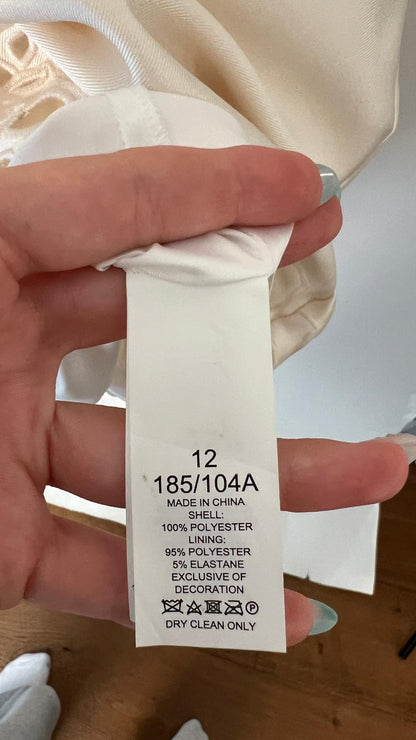 12
185/104A
MADE IN CHINA
SHELL:
100% POLYESTER
LINING:
95% POLYESTER
5% ELASTANE
EXCLUSIVE OF
DECORATION
P
DRY CLEAN ONLY